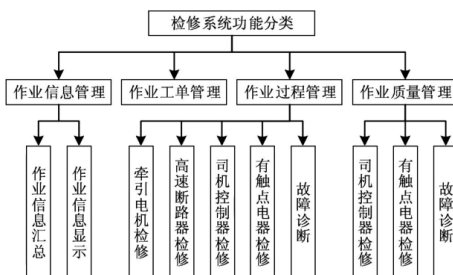 检修系统功能分类
作业信息管理
作业工单管理
作业过程管理
作业质量管理
作业信息汇总
作业信息显示
牵引电机检修
高速断路器检修
司机控制器检修
有触点电器检修
故障诊断
司机控制器检修
有触点电器检修
故障诊断